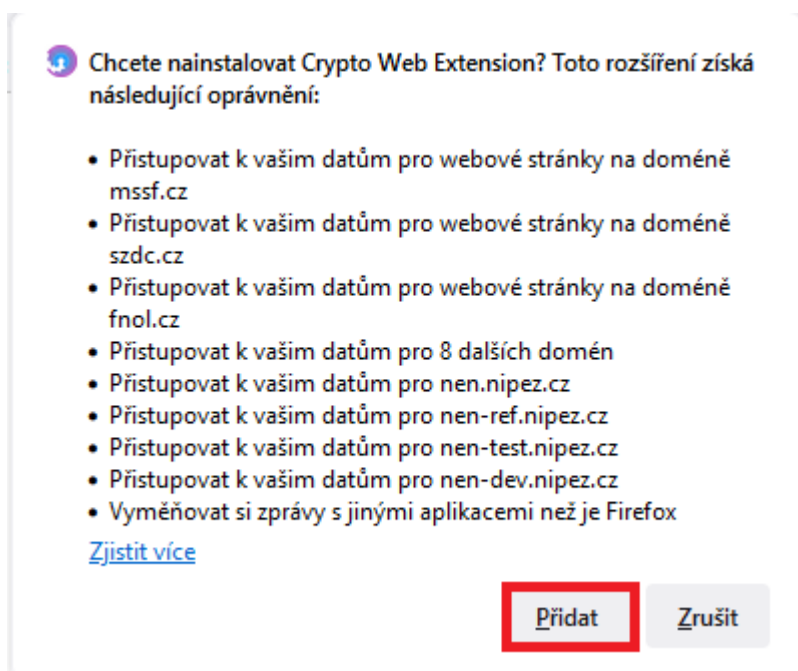 Chcete nainstalovat Crypto Web Extension? Toto rozšíření získá
následující oprávnění:
• Přistupovat k vašim datům pro webové stránky na doméně
mssf.cz
• Přistupovat k vašim datům pro webové stránky na doméně
szdc.cz
• Přistupovat k vašim datům pro webové stránky na doméně
fnol.cz
• Přistupovat k vašim datům pro 8 dalších domén
• Přistupovat k vašim datům pro nen.nipez.cz
• Přistupovat k vašim datům pro nen-ref.nipez.cz
• Přistupovat k vašim datům pro nen-test.nipez.cz
• Přistupovat k vašim datům pro nen-dev.nipez.cz
• Vyměňovat si zprávy s jinými aplikacemi než je Firefox
Zjistit více
Přidat Zrušit